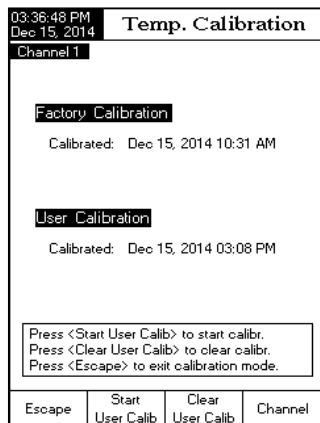 03:36:48 PM
Dec 15, 2014
Temp. Calibration
Channel 1
Factory Calibration
Calibrated: Dec 15, 2014 10:31 AM
User Calibration
Calibrated: Dec 15, 2014 03:08 PM
Press <Start User Calib> to start calibr.
Press <Clear User Calib> to clear calibr.
Press <Escape> to exit calibration mode.
Escape
Start
User Calib
Clear
User Calib
Channel